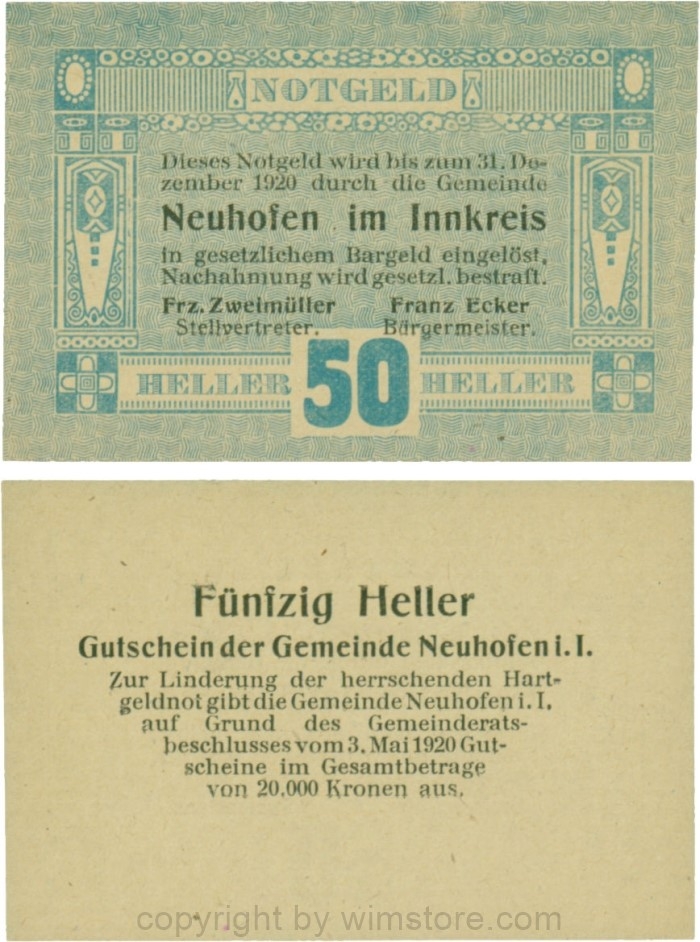 NOTGELD
Dieses Notgeld wird bis zum 31. De-
zember 1920 durch die Gemeinde
Neuhofen im Innkreis
in gesetzlichem Bargeld eingelöst,
Nachahmung wird gesetzl. bestraft.
Frz. Zweimüller Franz Ecker
Stellvertreter. Bürgermeister.
HELLER 50 HELLER
Fünfzig Heller
Gutschein der Gemeinde Neuhofen i. I.
Zur Linderung der herrschenden Hart-
geldnot gibt die Gemeinde Neuhofen i. I.
auf Grund des Gemeinderats-
beschlusses vom 3. Mai 1920 Gut-
scheine im Gesamtbetrage
von 20.000 Kronen aus.
copyright by wimstore.com